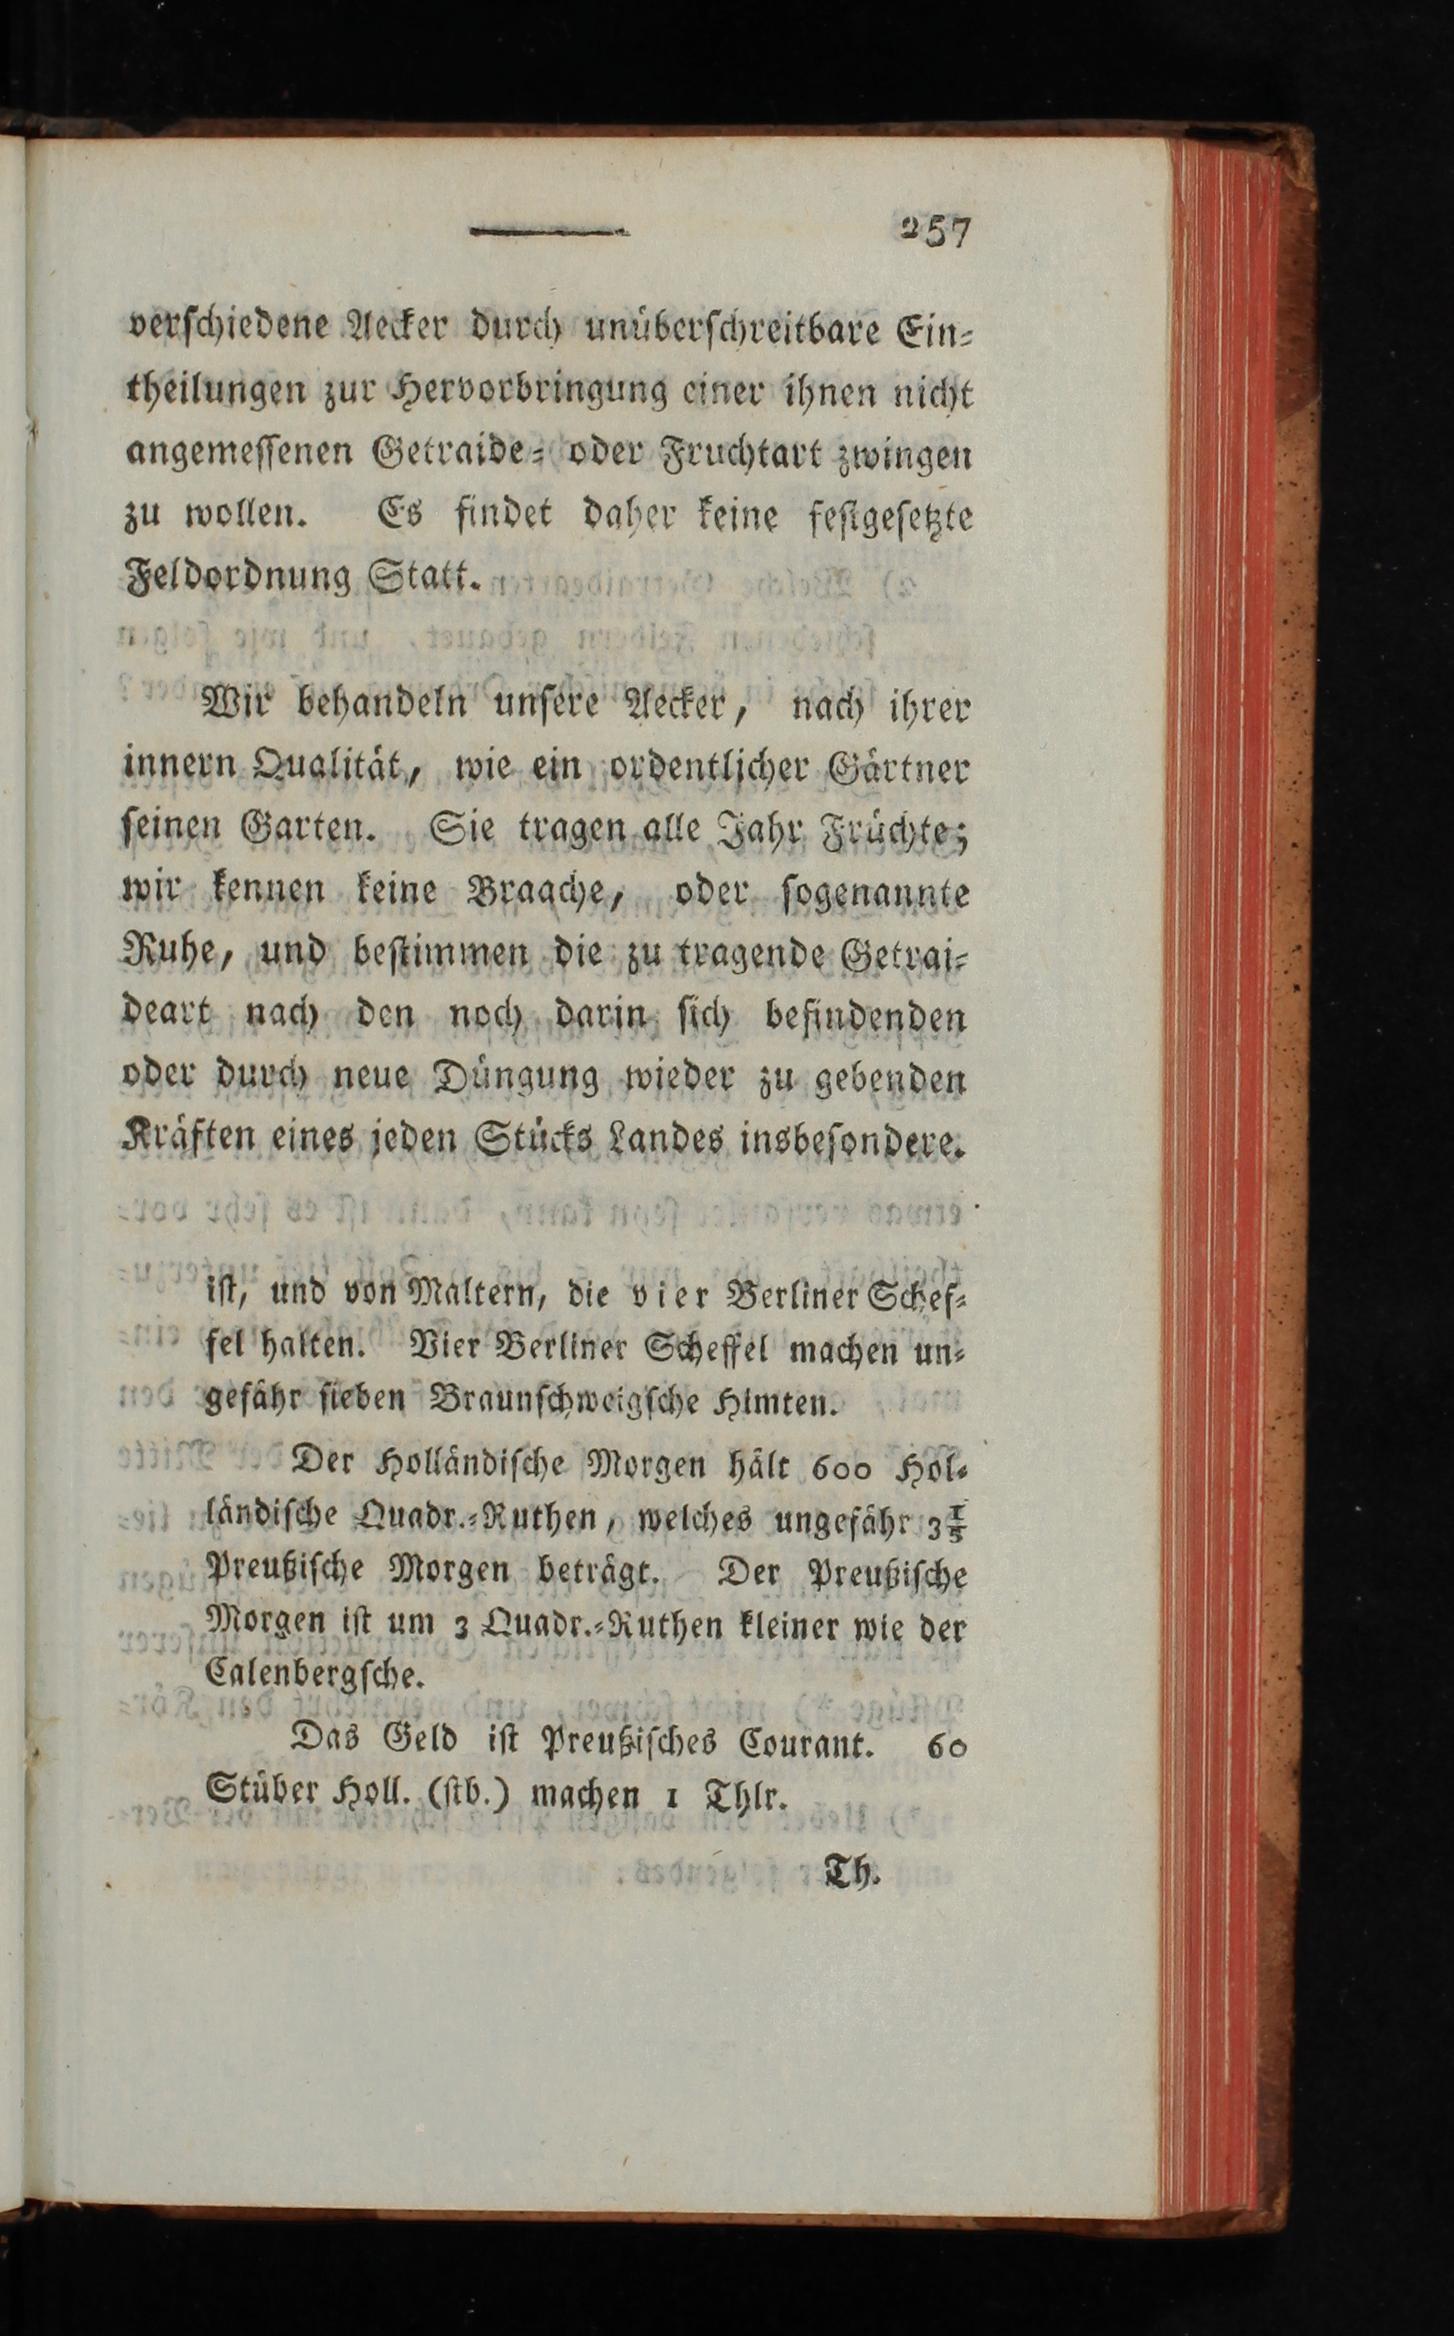 257
verschiedene Aecker durch unüberschreitbare Ein-
theilungen zur Hervorbringung einer ihnen nicht
angemessenen Getraide- oder Fruchtart zwingen
zu wollen. Es findet daher keine festgesetzte
Feldordnung Statt.
Wir behandeln unsere Aecker, nach ihrer
innern Qualität, wie ein ordentlicher Gärtner
seinen Garten. Sie tragen alle Jahr Früchte;
wir kennen keine Braache, oder sogenannte
Ruhe, und bestimmen die zu tragende Getrai-
deart nach den noch darin sich befindenden
oder durch neue Düngung wieder zu gebenden
Kräften eines jeden Stücks Landes insbesondere.
ist, und von Maltern, die vier Berliner Schef-
fel halten. Vier Berliner Scheffel machen un-
gefähr sieben Braunschweigsche Himten.
Der Holländische Morgen hält 600 Hol-
ländische Quadr.-Ruthen, welches ungefähr 3 1/5
Preußische Morgen beträgt. Der Preußische
Morgen ist um 3 Quadr.-Ruthen kleiner wie der
Calenbergsche.
Das Geld ist Preußisches Courant. 60
Stüber Holl. (stb.) machen 1 Thlr.
Th.